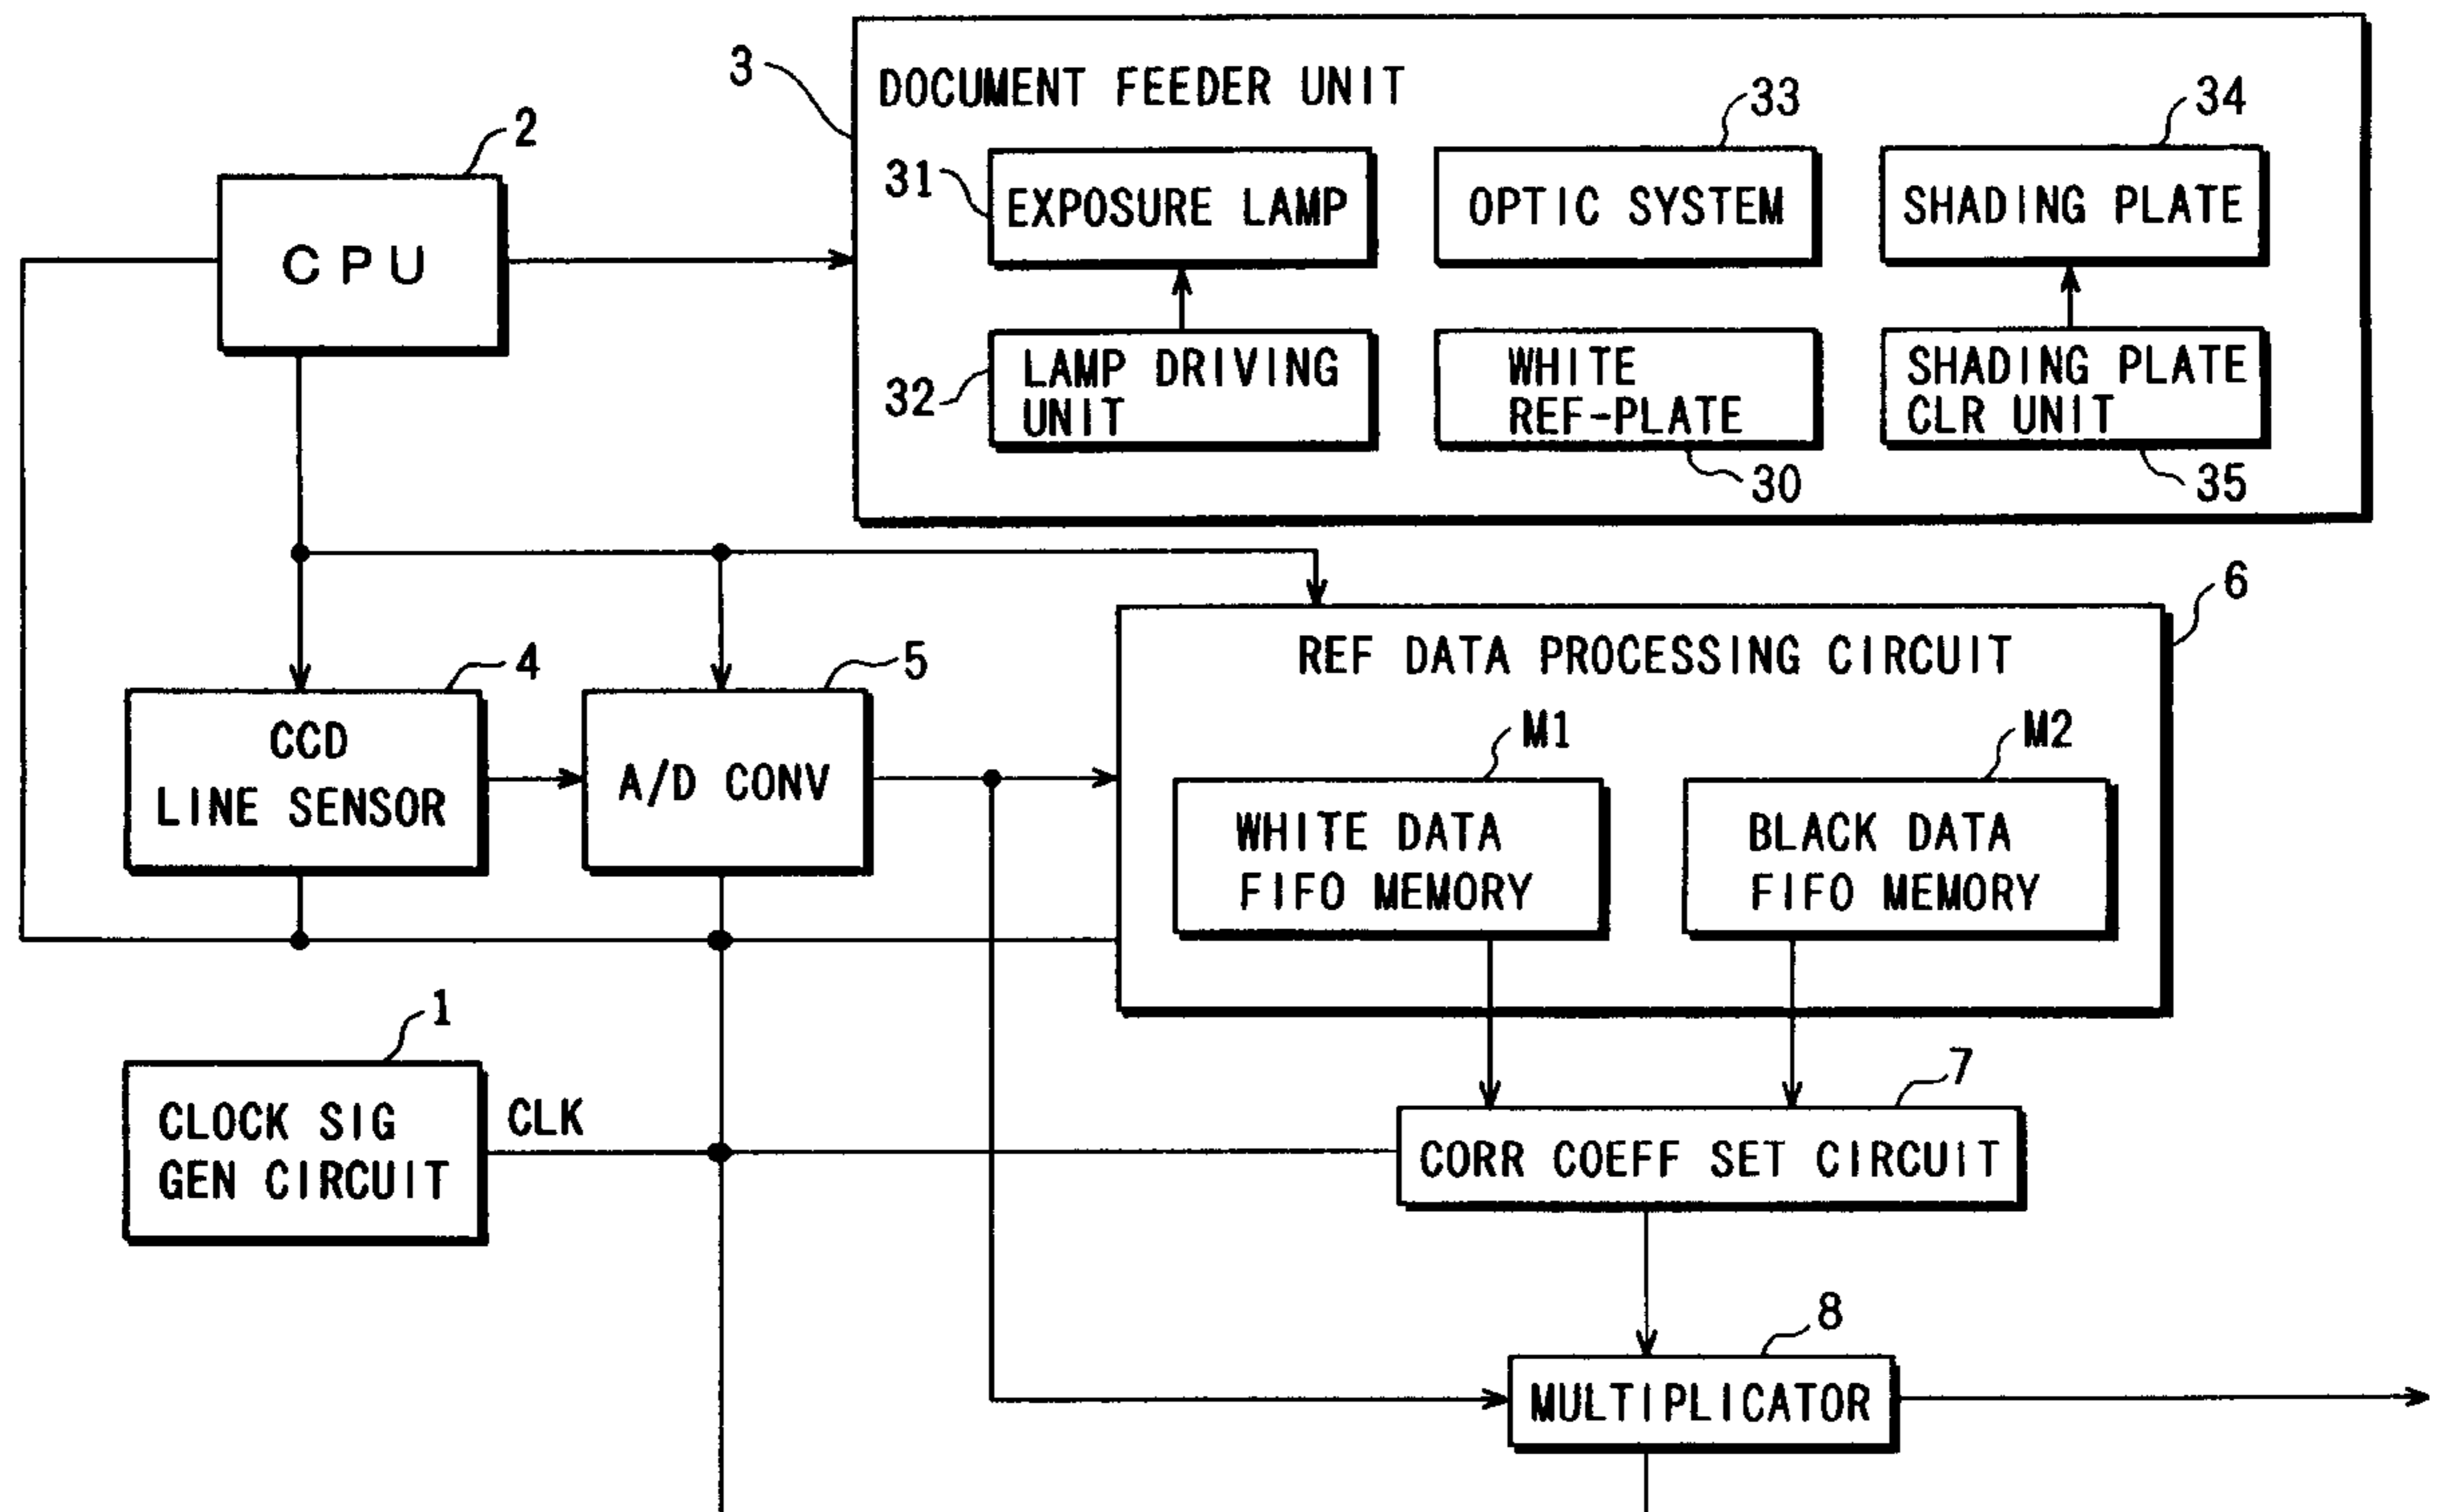 3
DOCUMENT FEEDER UNIT
33
34
2
31
EXPOSURE LAMP
OPTIC SYSTEM
SHADING PLATE
CPU
32
LAMP DRIVING
UNIT
WHITE
REF-PLATE
SHADING PLATE
CLR UNIT
30
35
6
REF DATA PROCESSING CIRCUIT
4
5
CCD
LINE SENSOR
A/D CONV
M1
M2
WHITE DATA
FIFO MEMORY
BLACK DATA
FIFO MEMORY
1
CLOCK SIG
GEN CIRCUIT
CLK
7
CORR COEFF SET CIRCUIT
8
MULTIPLICATOR